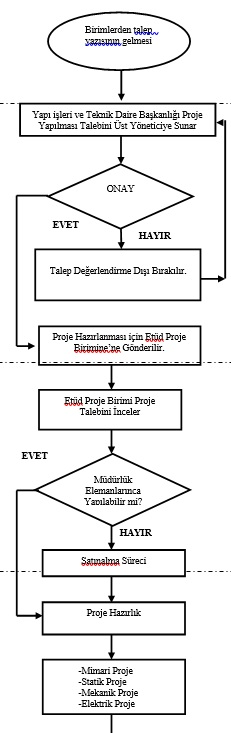 Birimlerden talep
yazısının gelmesi
Yapı işleri ve Teknik Daire Başkanlığı Proje
Yapılması Talebini Üst Yöneticiye Sunar
ONAY
EVET
HAYIR
Talep Değerlendirme Dışı Bırakılır.
Proje Hazırlanması için Etüd Proje
Birimine'ne Gönderilir.
Etüd Proje Birimi Proje
Talebini İnceler
EVET
Müdürlük
Elemanlarınca
Yapılabilir mi?
HAYIR
Satınalma Süreci
Proje Hazırlık
-Mimari Proje
-Statik Proje
-Mekanik Proje
-Elektrik Proje